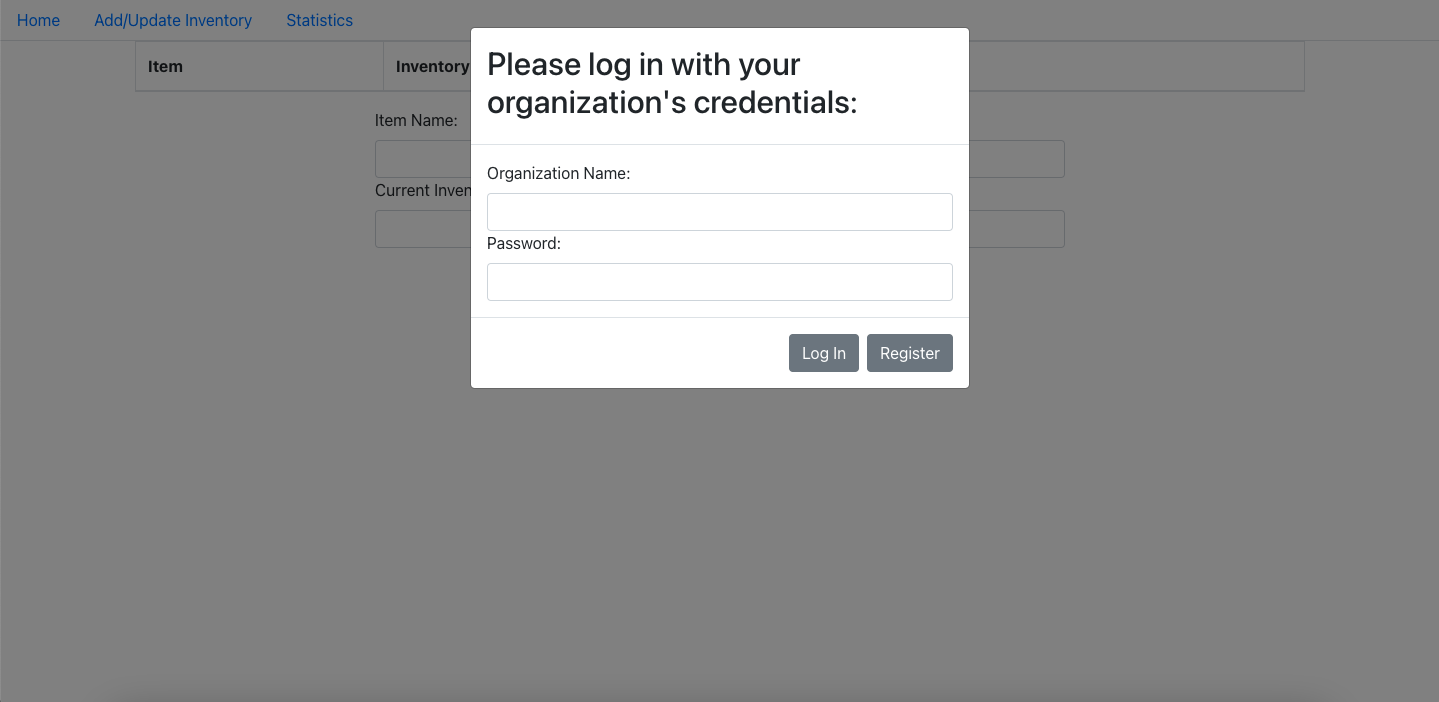 Home Add/Update Inventory Statistics
Item Inventory
Please log in with your
organization's credentials:
Item Name:
Organization Name:
Current Inven
Password:
Log In Register